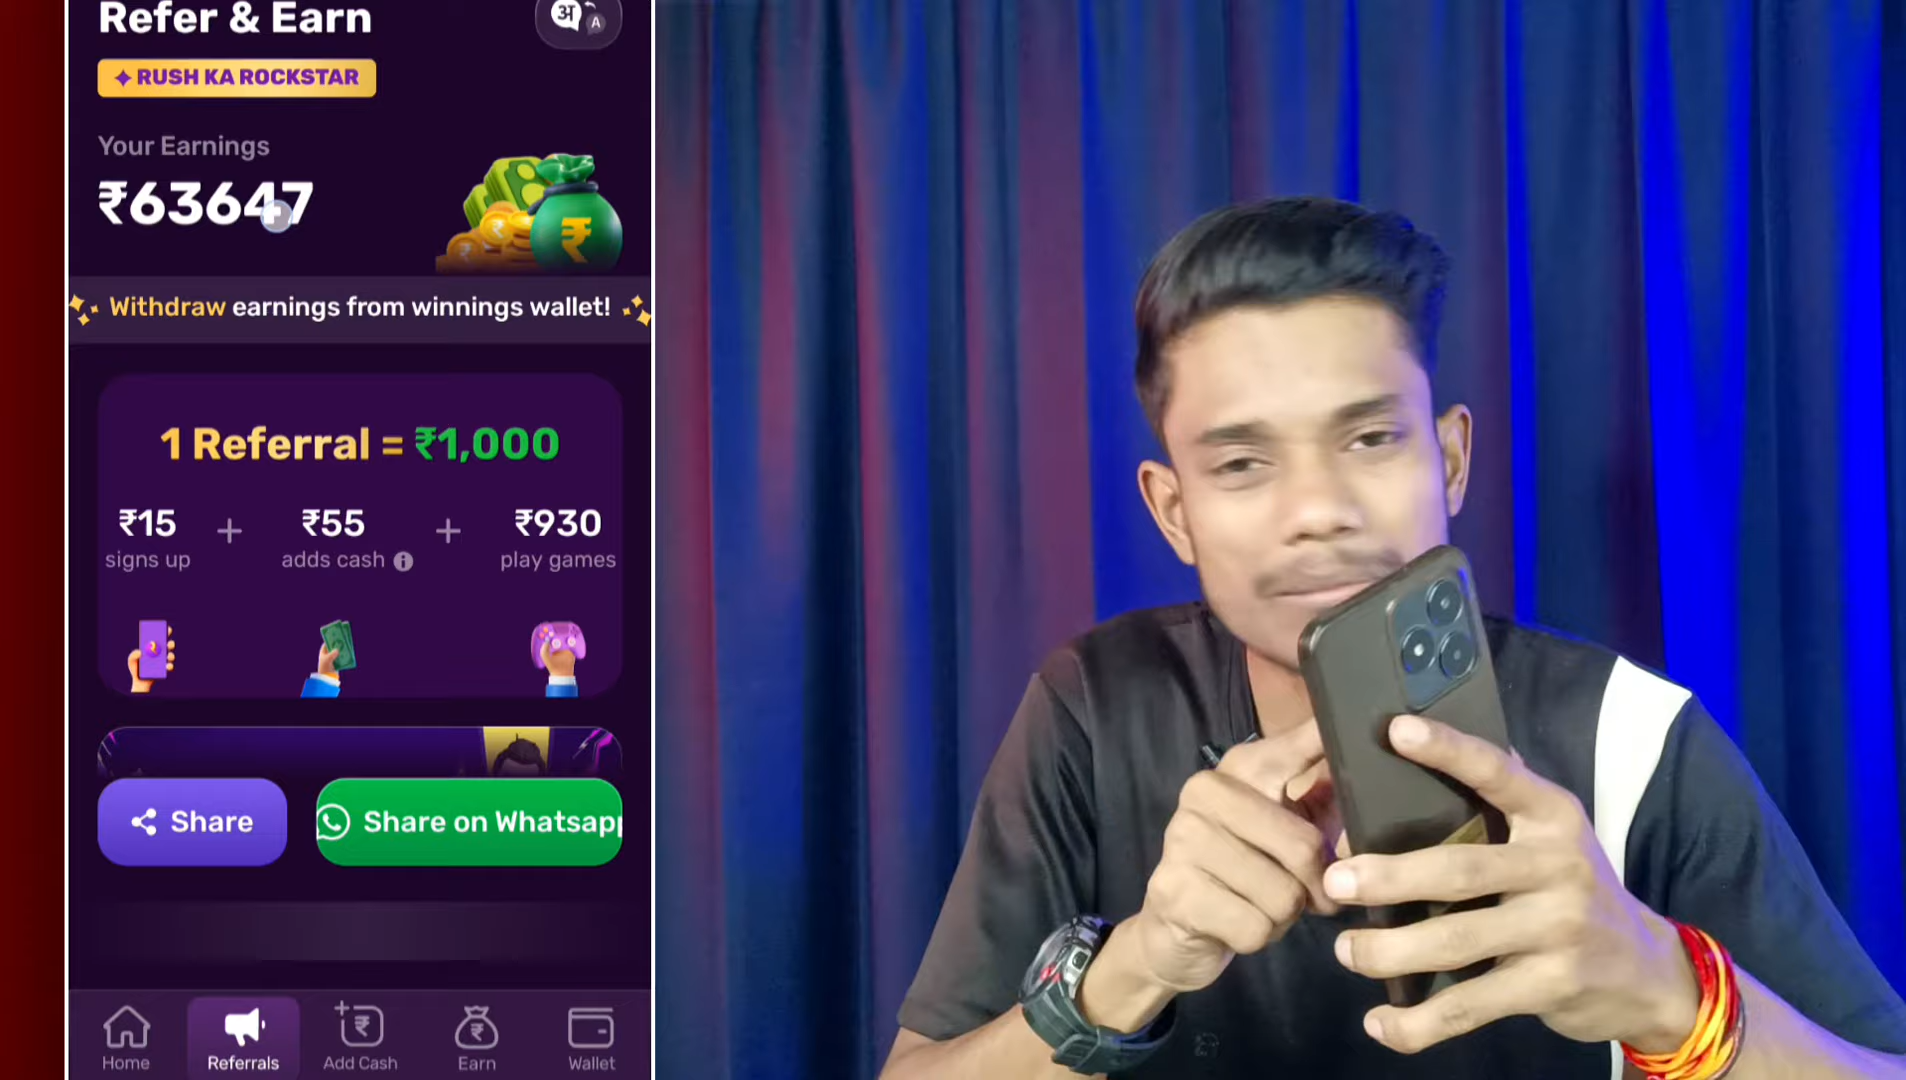 Refer & Earn
अ A
RUSH KA ROCKSTAR
Your Earnings
₹63647
₹
Withdraw earnings from winnings wallet!
1 Referral = ₹1,000
₹15 + ₹55 + ₹930
signs up adds cash i play games
Share Share on Whatsapp
Home Referrals Add Cash Earn Wallet